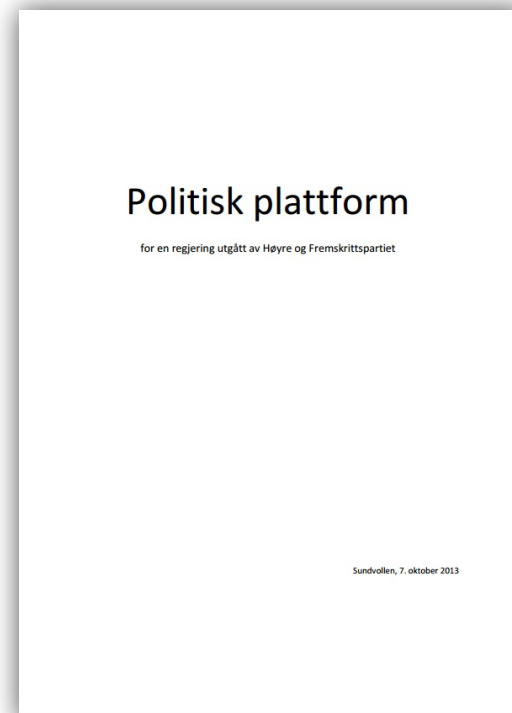 Politisk plattform
for en regjering utgått av Høyre og Fremskrittspartiet
Sundvollen, 7. oktober 2013